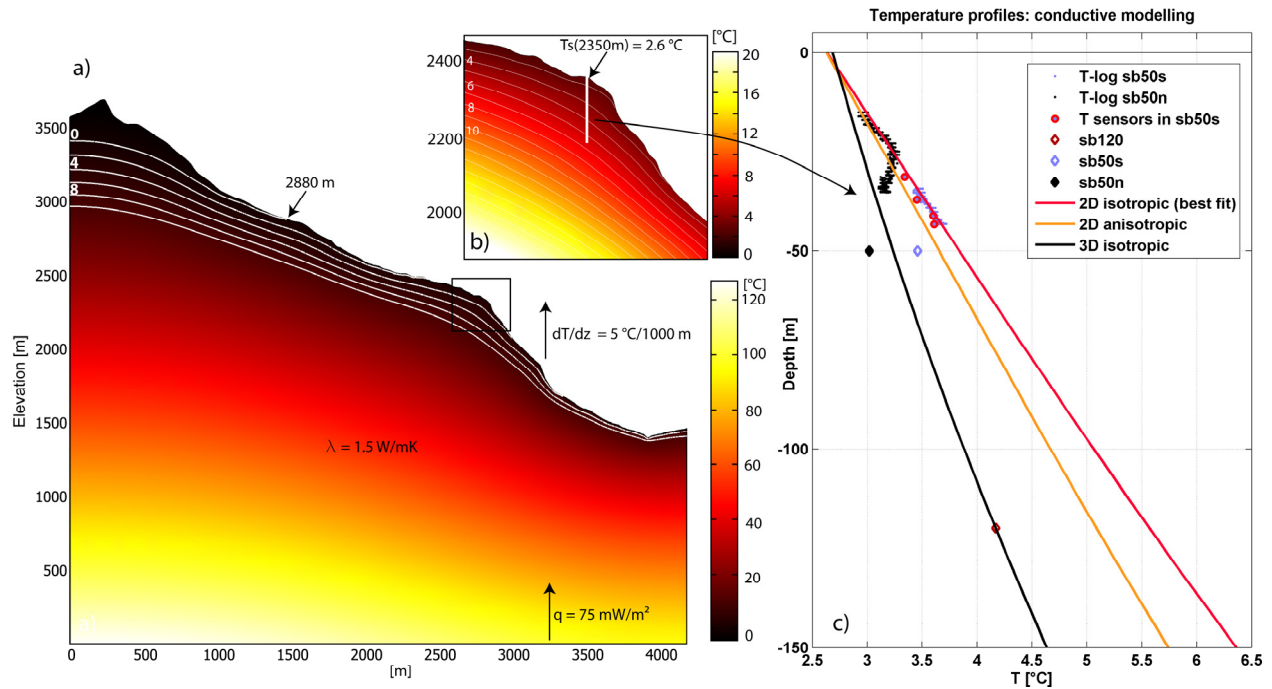 a)
3500
3000
2500
2000
1500
1000
500
Elevation [m]
0
4
8
2880 m
dT/dz = 5 °C/1000 m
λ = 1.5 W/mK
q = 75 mW/m²
a)
0
500
1000
1500
2000
2500
3000
3500
4000
[m]
Ts(2350m) = 2.6 °C
2400
2200
2000
4
6
8
10
b)
[°C]
20
16
12
8
4
0
[°C]
120
100
80
60
40
20
0
Temperature profiles: conductive modelling
T-log sb50s
T-log sb50n
T sensors in sb50s
sb120
sb50s
sb50n
2D isotropic (best fit)
2D anisotropic
3D isotropic
0
-50
-100
-150
Depth [m]
c)
2.5
3
3.5
4
4.5
5
5.5
6
6.5
T [°C]